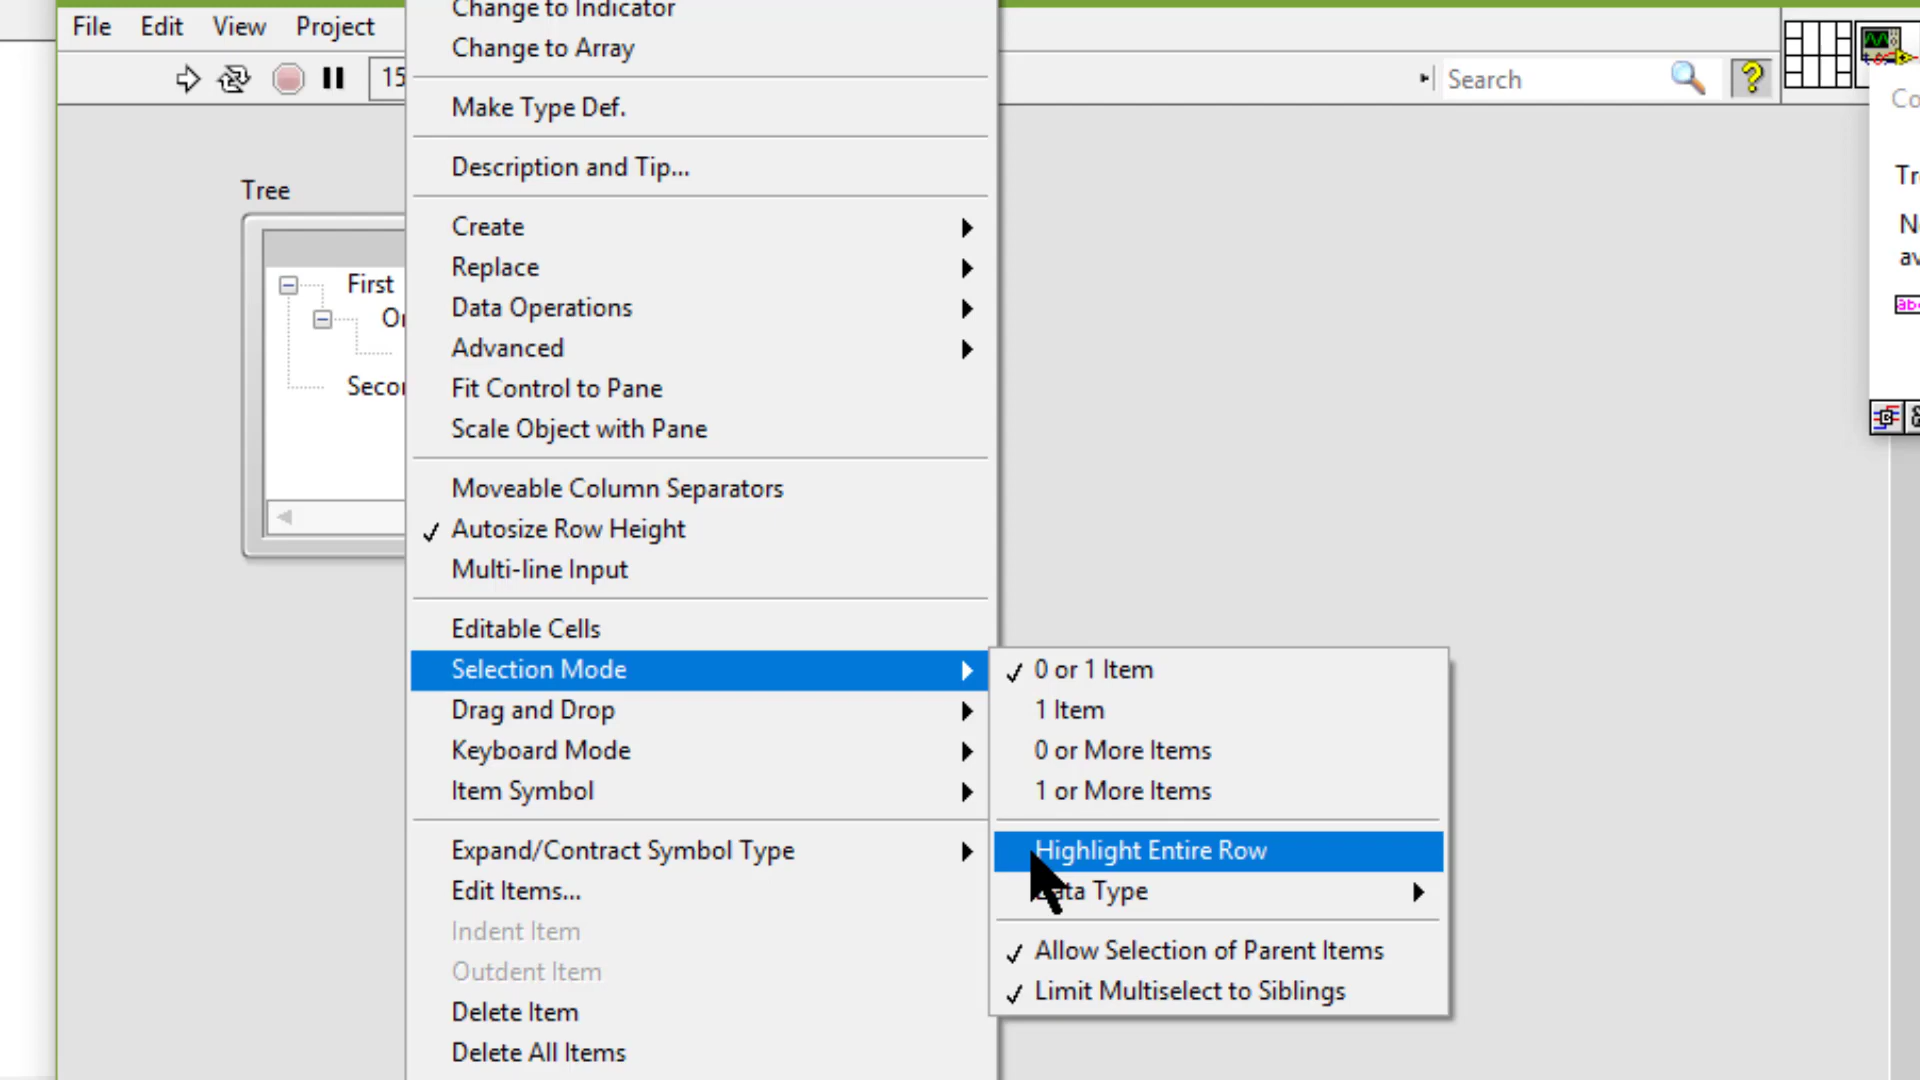 Change to Indicator
File Edit View Project
Change to Array
15
Search
Make Type Def.
Description and Tip...
Tree
Create
Replace
First
Data Operations
Advanced
Fit Control to Pane
Scale Object with Pane
Moveable Column Separators
Autosize Row Height
Multi-line Input
Editable Cells
Selection Mode
0 or 1 Item
Drag and Drop
1 Item
Keyboard Mode
0 or More Items
Item Symbol
1 or More Items
Expand/Contract Symbol Type
Highlight Entire Row
Edit Items...
Type
Indent Item
Allow Selection of Parent Items
Outdent Item
Limit Multiselect to Siblings
Delete Item
Delete All Items